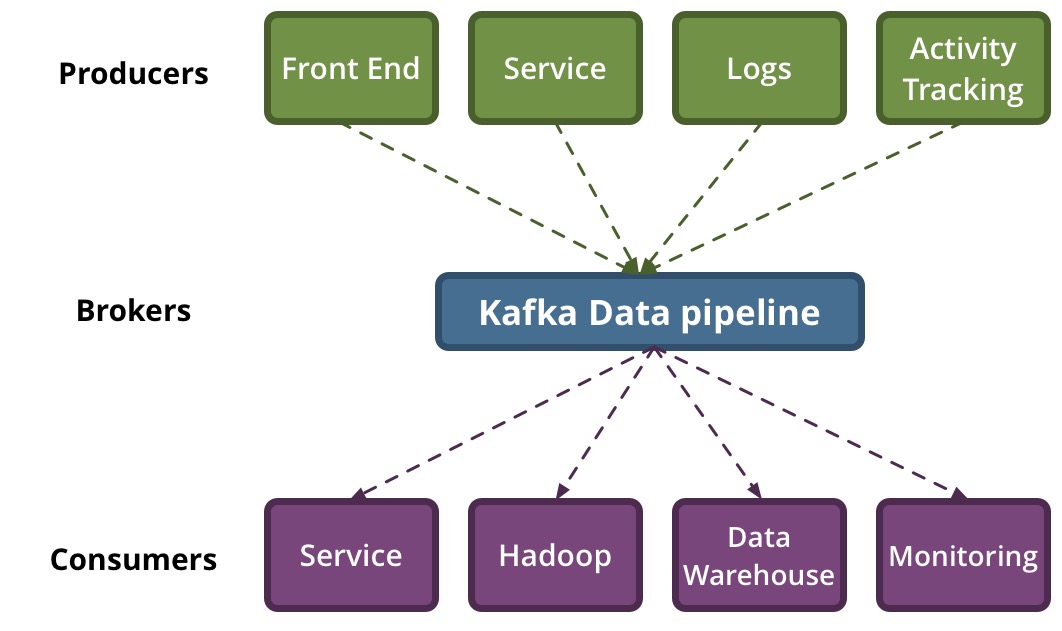 Producers
Front End
Service
Logs
Activity
Tracking
Brokers
Kafka Data pipeline
Consumers
Service
Hadoop
Data
Warehouse
Monitoring